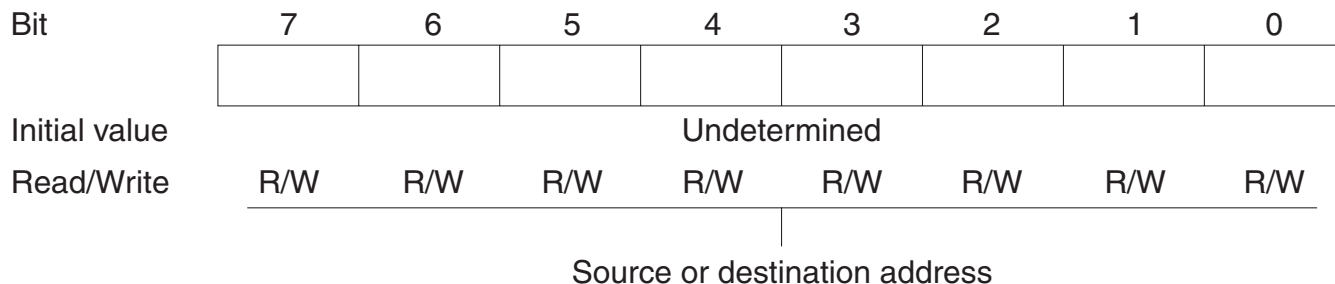 Bit 7 6 5 4 3 2 1 0
Initial value Undetermined
Read/Write R/W R/W R/W R/W R/W R/W R/W R/W
Source or destination address